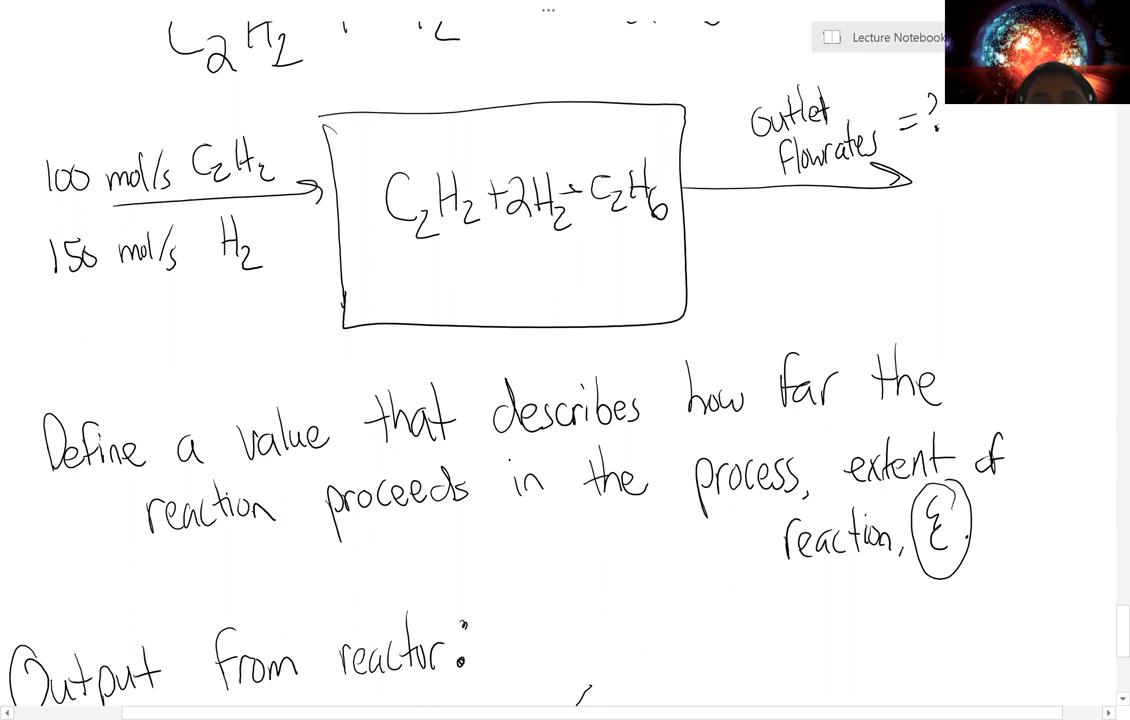 C2H2
Lecture Notebook
100 mol/s C2H2
150 mol/s H2
C2H2 + 2H2 → C2H6
Outlet
flowrates = ?
Define a value that describes how far the
reaction proceeds in the process, extent of
reaction, ξ.
Output from reactor: